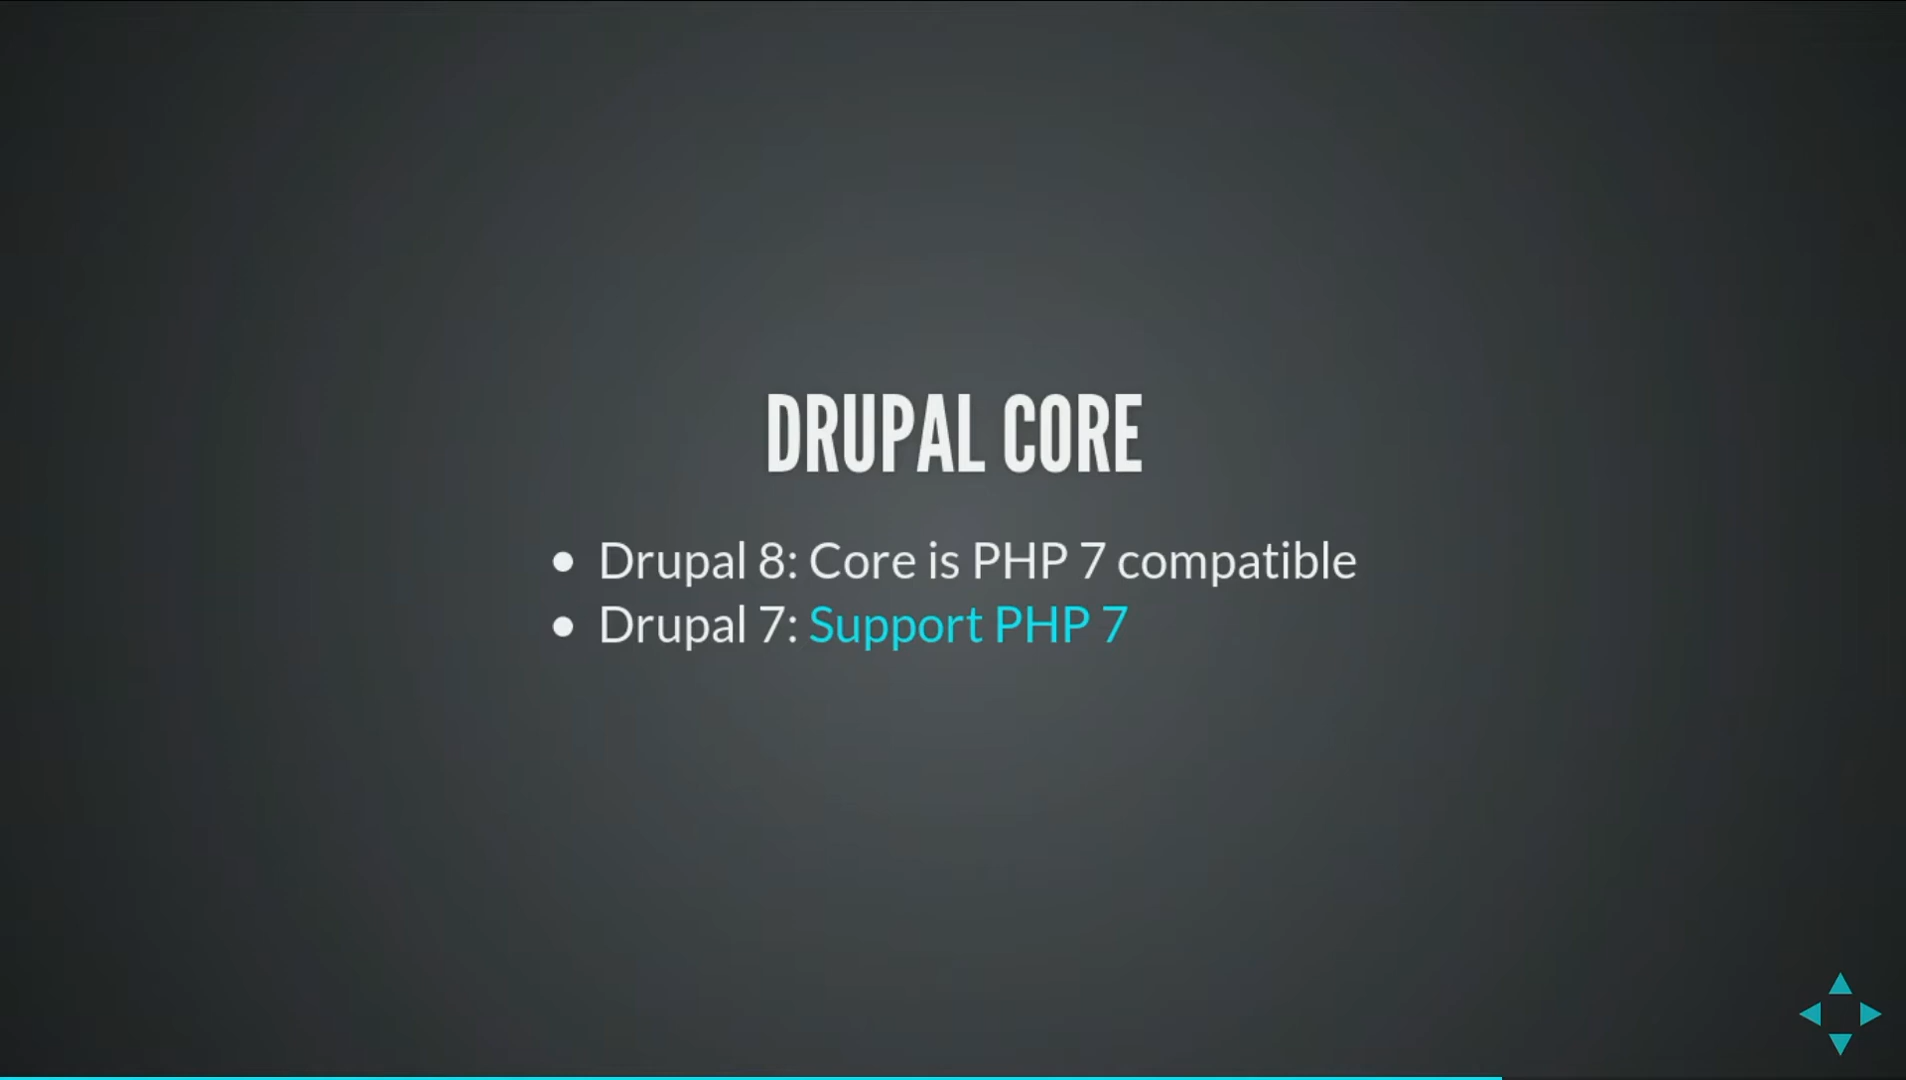 DRUPAL CORE
• Drupal 8: Core is PHP 7 compatible
• Drupal 7: Support PHP 7